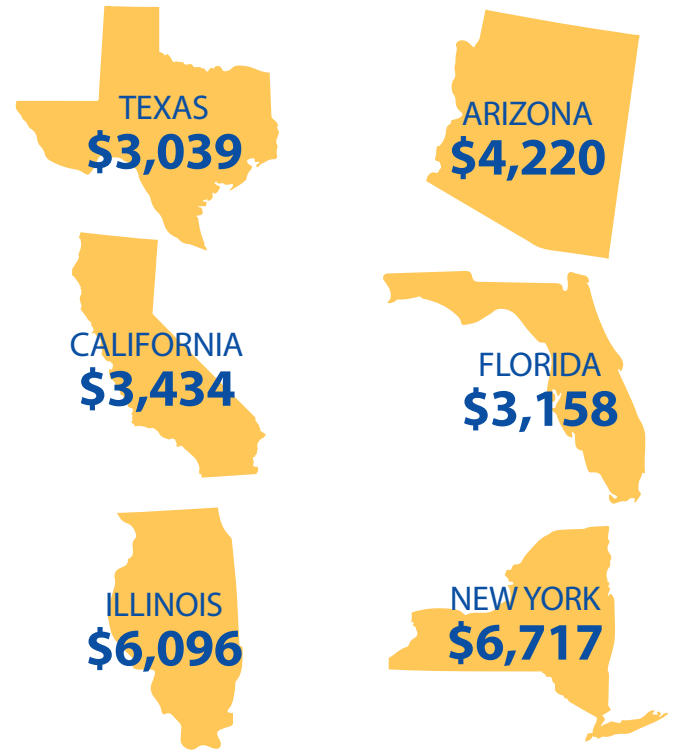 TEXAS
$3,039
ARIZONA
$4,220
CALIFORNIA
$3,434
FLORIDA
$3,158
ILLINOIS
$6,096
NEW YORK
$6,717